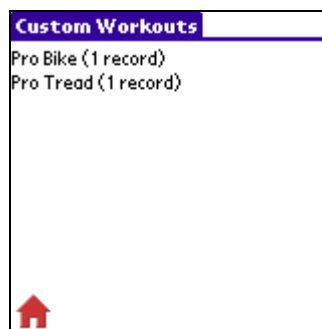 Custom Workouts
Pro Bike (1 record)
Pro Tread (1 record)